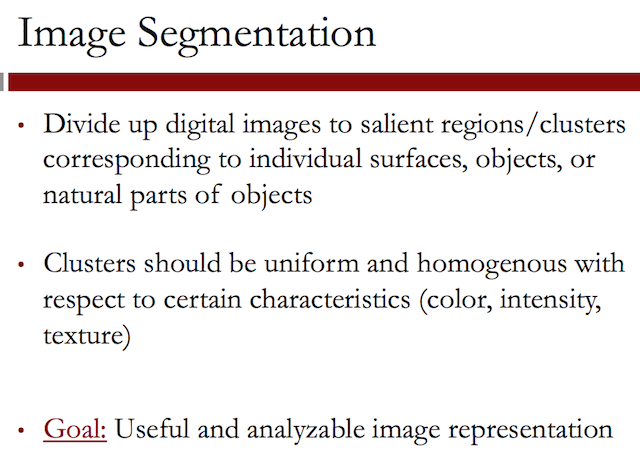 Image Segmentation
• Divide up digital images to salient regions/clusters
corresponding to individual surfaces, objects, or
natural parts of objects
• Clusters should be uniform and homogenous with
respect to certain characteristics (color, intensity,
texture)
• Goal: Useful and analyzable image representation